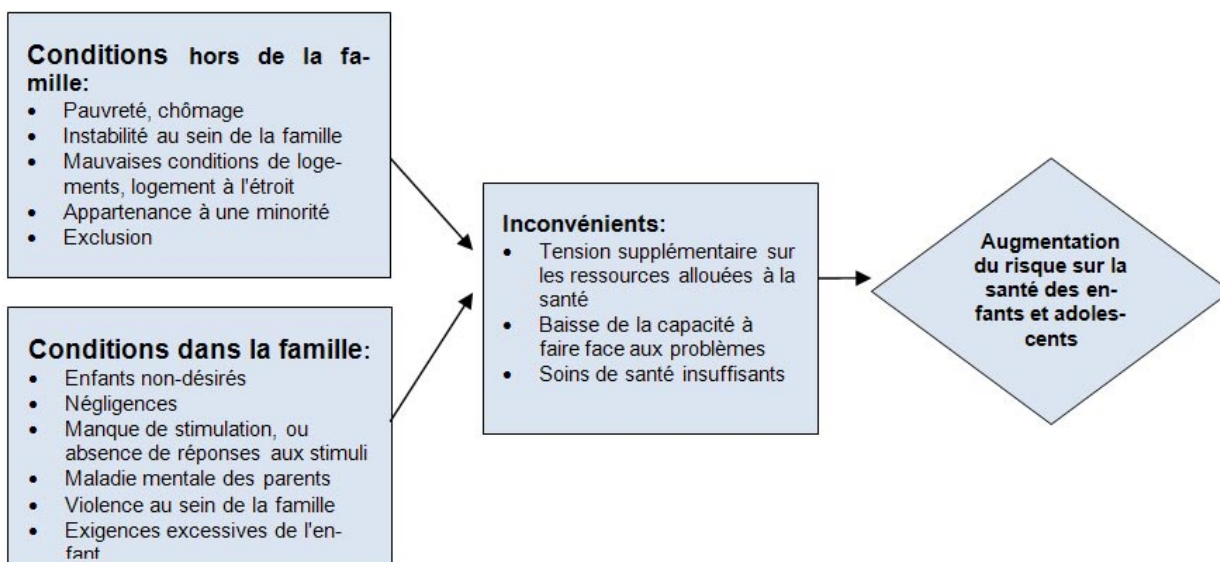 Conditions hors de la fa-
mille:
• Pauvreté, chômage
• Instabilité au sein de la famille
• Mauvaises conditions de loge-
ments, logement à l'étroit
• Appartenance à une minorité
• Exclusion
Conditions dans la famille:
• Enfants non-désirés
• Négligences
• Manque de stimulation, ou
absence de réponses aux stimuli
• Maladie mentale des parents
• Violence au sein de la famille
• Exigences excessives de l'en-
fant
Inconvénients:
• Tension supplémentaire sur
les ressources allouées à la
santé
• Baisse de la capacité à
faire face aux problèmes
• Soins de santé insuffisants
Augmentation
du risque sur la
santé des en-
fants et adoles-
cents